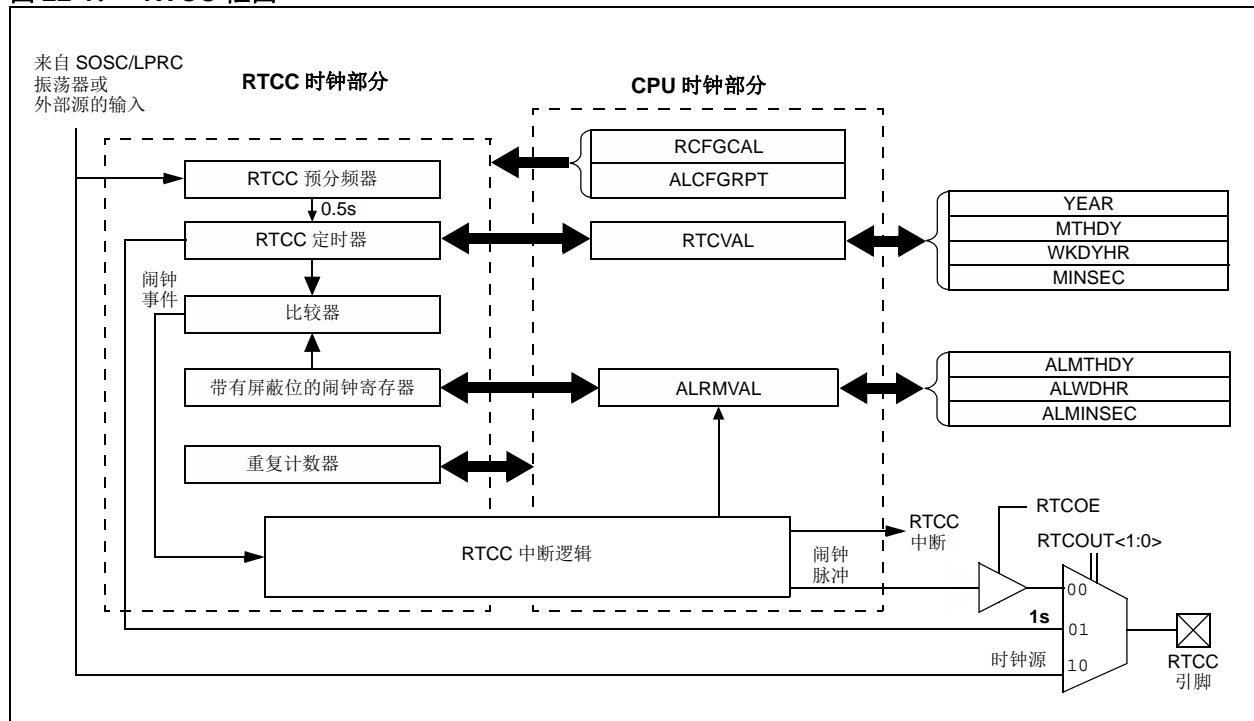 来自 SOSC/LPRC
振荡器或
外部源的输入
RTCC 时钟部分
CPU 时钟部分
RCFGCAL
ALCFGRPT
RTCC 预分频器
0.5s
RTCC 定时器
RTCVAL
YEAR
MTHDY
WKDYHR
MINSEC
闹钟
事件
比较器
带有屏蔽位的闹钟寄存器
ALRMVAL
ALMTHDY
ALWDHR
ALMINSEC
重复计数器
RTCC 中断逻辑
RTCC
中断
闹钟
脉冲
RTCOE
RTCOUT<1:0>
00
1s
01
时钟源
10
RTCC
引脚